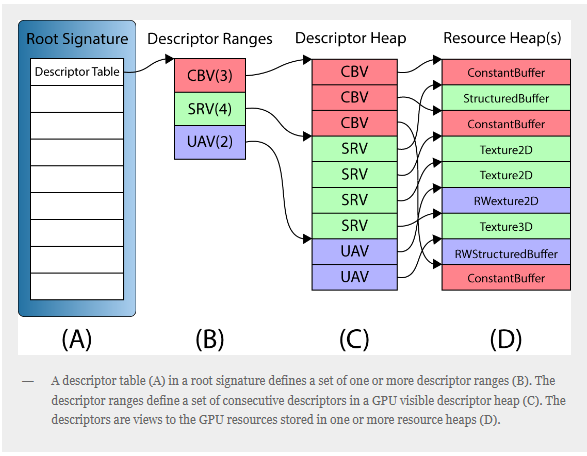 Root Signature
Descriptor Table
(A)
Descriptor Ranges
CBV(3)
SRV(4)
UAV(2)
(B)
Descriptor Heap
CBV
CBV
CBV
SRV
SRV
SRV
SRV
UAV
UAV
(C)
Resource Heap(s)
ConstantBuffer
StructuredBuffer
ConstantBuffer
Texture2D
Texture2D
RWexture2D
Texture3D
RWStructuredBuffer
ConstantBuffer
(D)
— A descriptor table (A) in a root signature defines a set of one or more descriptor ranges (B). The
descriptor ranges define a set of consecutive descriptors in a GPU visible descriptor heap (C). The
descriptors are views to the GPU resources stored in one or more resource heaps (D).